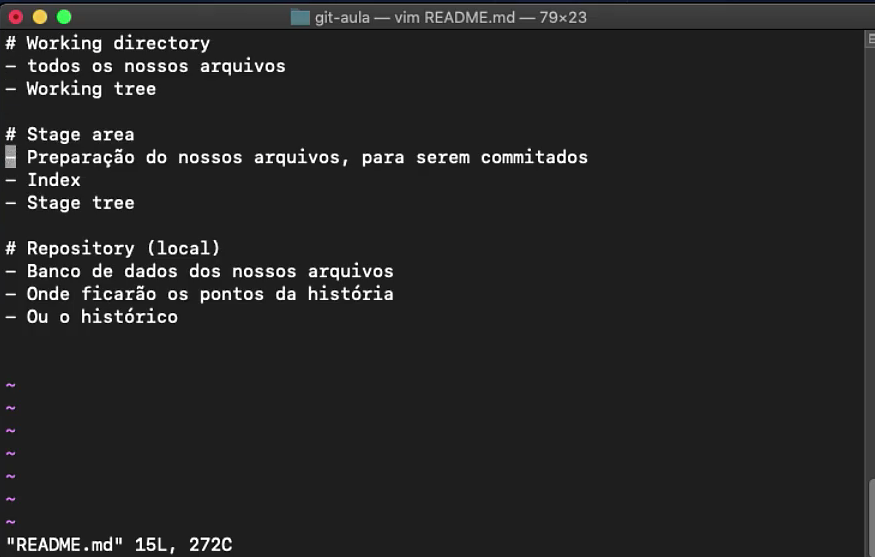 git-aula — vim README.md — 79×23
# Working directory
- todos os nossos arquivos
- Working tree
# Stage area
- Preparação do nossos arquivos, para serem commitados
- Index
- Stage tree
# Repository (local)
- Banco de dados dos nossos arquivos
- Onde ficarão os pontos da história
- Ou o histórico
~
~
~
~
~
~
~
"README.md" 15L, 272C